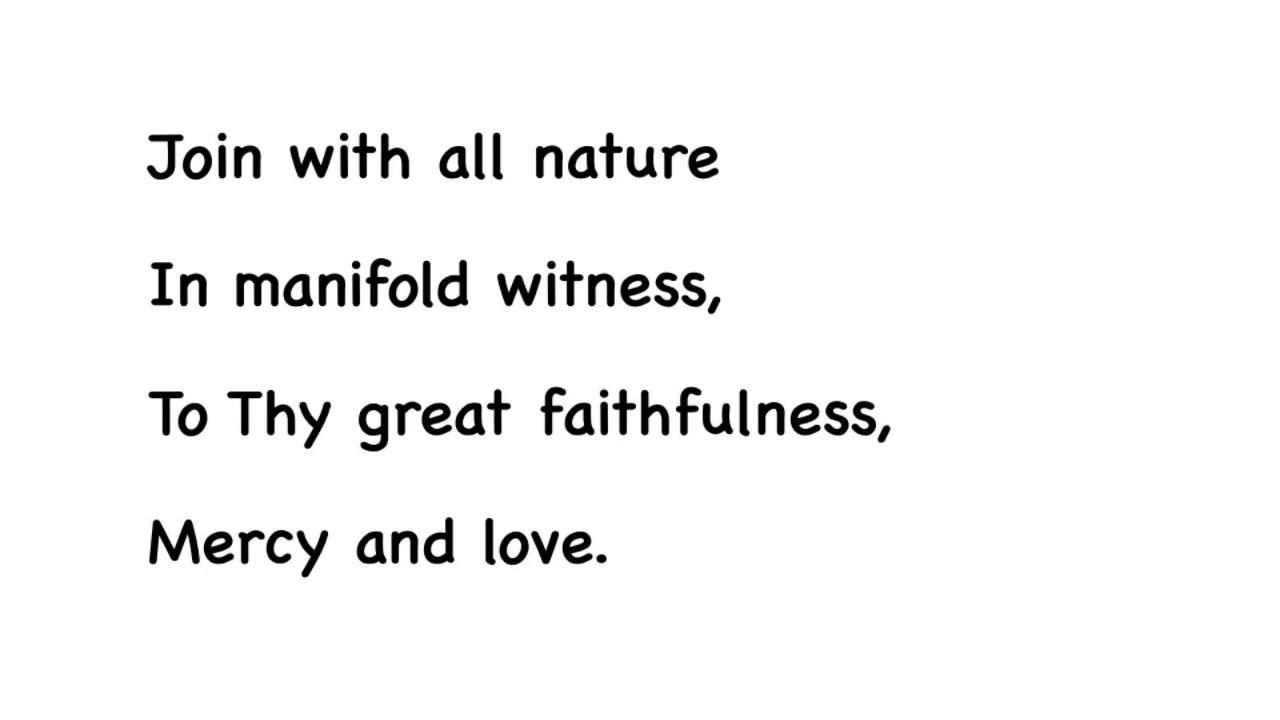 Join with all nature
In manifold witness,
To Thy great faithfulness,
Mercy and love.